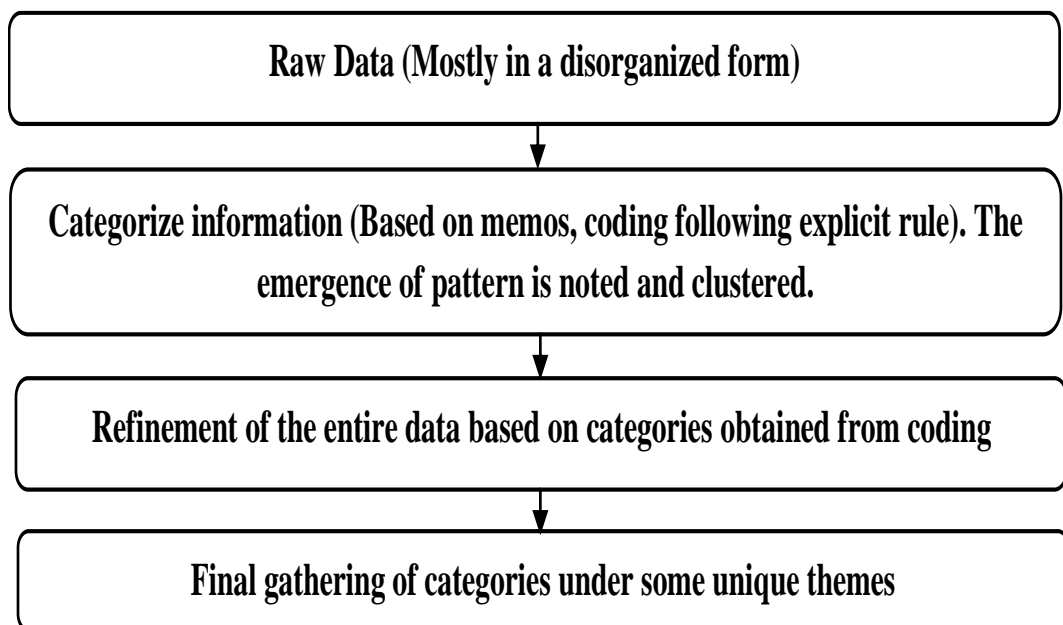 Raw Data (Mostly in a disorganized form)
Categorize information (Based on memos, coding following explicit rule). The
emergence of pattern is noted and clustered.
Refinement of the entire data based on categories obtained from coding
Final gathering of categories under some unique themes